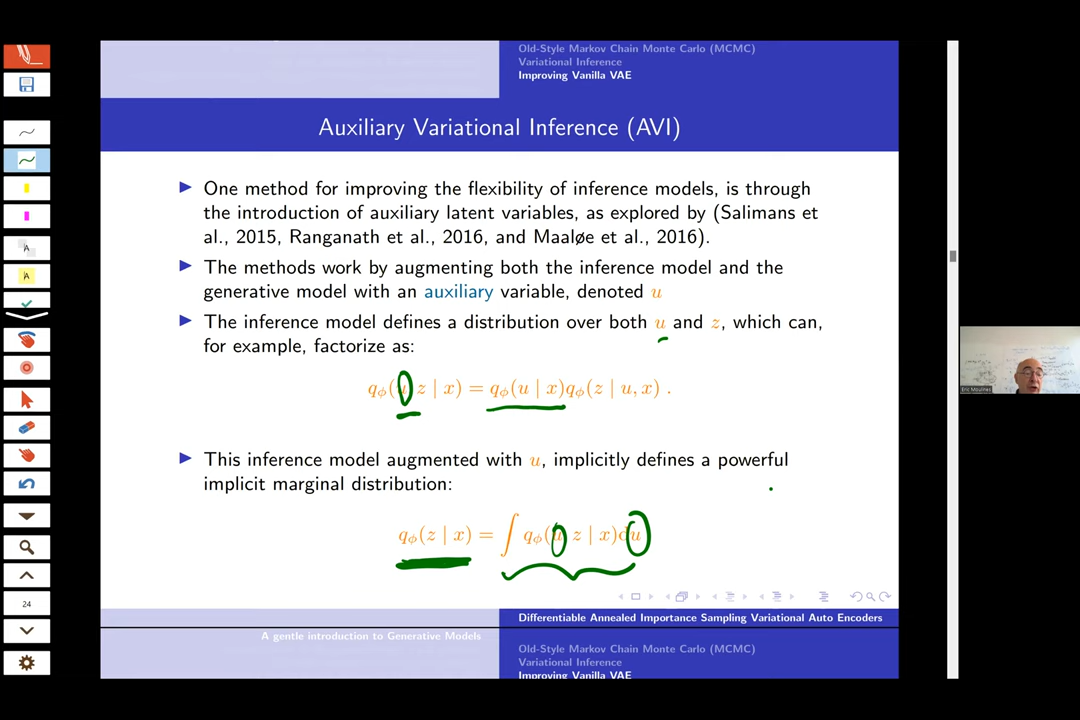 Old-Style Markov Chain Monte Carlo (MCMC)
Variational Inference
Improving Vanilla VAE
Auxiliary Variational Inference (AVI)
One method for improving the flexibility of inference models, is through
the introduction of auxiliary latent variables, as explored by (Salimans et
al., 2015, Ranganath et al., 2016, and Maaløe et al., 2016).
The methods work by augmenting both the inference model and the
generative model with an auxiliary variable, denoted u
The inference model defines a distribution over both u and z, which can,
for example, factorize as:
qϕ(u, z | x) = qϕ(u | x)qϕ(z | u, x) .
This inference model augmented with u, implicitly defines a powerful
implicit marginal distribution:
qϕ(z | x) = ∫ qϕ(u, z | x)du
Differentiable Annealed Importance Sampling Variational Auto Encoders
A gentle introduction to Generative Models
Old-Style Markov Chain Monte Carlo (MCMC)
Variational Inference
Improving Vanilla VAE
A
A
24
Eric Moulines